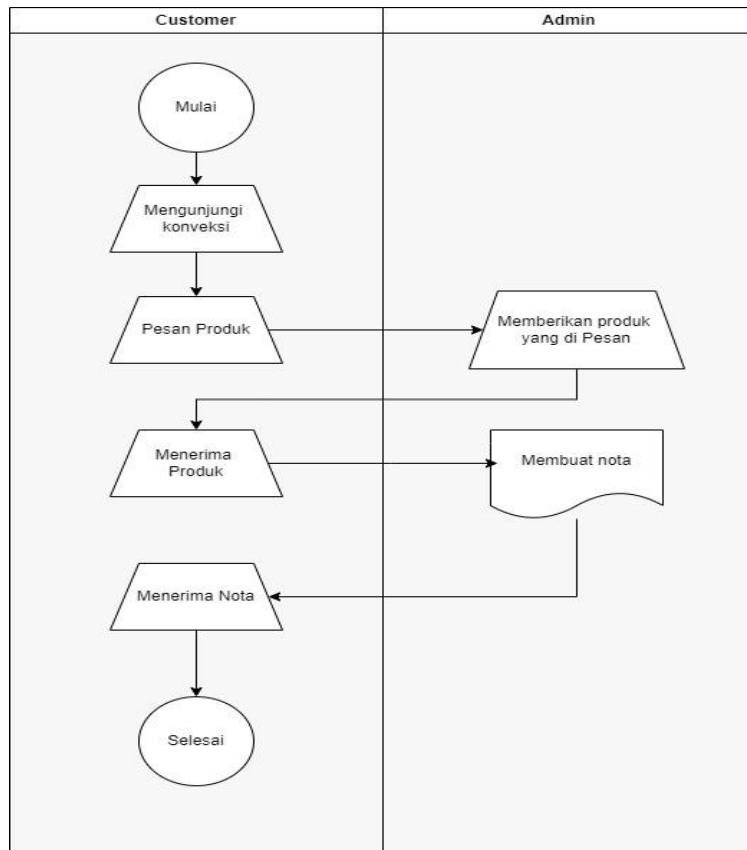 Customer
Admin
Mulai
Mengunjungi
konveksi
Pesan Produk
Memberikan produk
yang di Pesan
Menerima
Produk
Membuat nota
Menerima Nota
Selesai